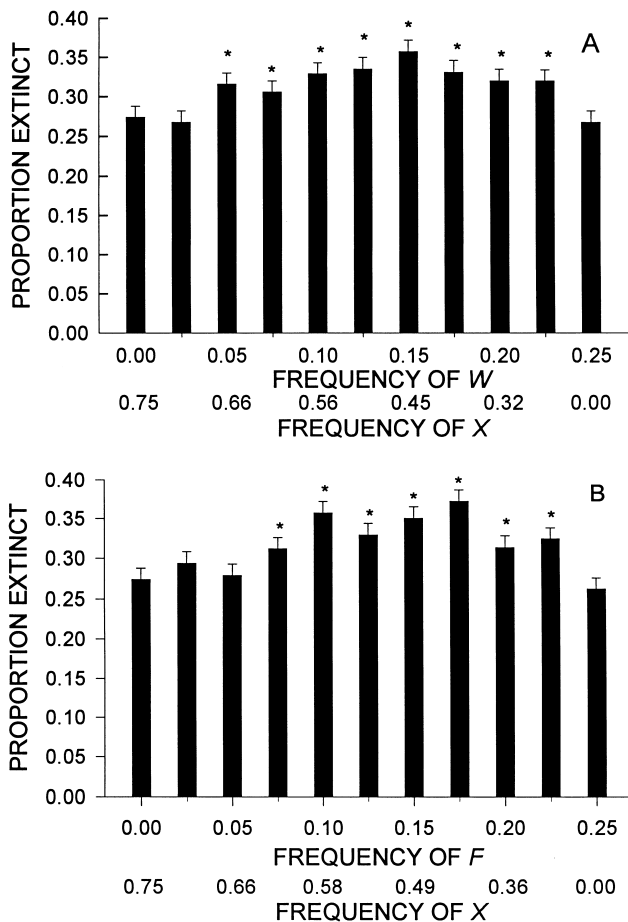 A
PROPORTION EXTINCT
0.40
0.35
0.30
0.25
0.20
0.15
0.10
0.05
0.00
* * * * * * * *
0.00 0.05 0.10 0.15 0.20 0.25
FREQUENCY OF W
0.75 0.66 0.56 0.45 0.32 0.00
FREQUENCY OF X
B
PROPORTION EXTINCT
0.40
0.35
0.30
0.25
0.20
0.15
0.10
0.05
0.00
* * * * * * *
0.00 0.05 0.10 0.15 0.20 0.25
FREQUENCY OF F
0.75 0.66 0.58 0.49 0.36 0.00
FREQUENCY OF X